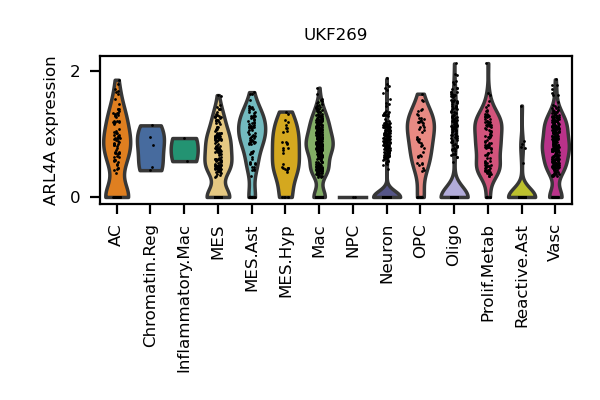 UKF269
ARL4A expression
2
0
AC
Chromatin.Reg
Inflammatory.Mac
MES
MES.Ast
MES.Hyp
Mac
NPC
Neuron
OPC
Oligo
Prolif.Metab
Reactive.Ast
Vasc